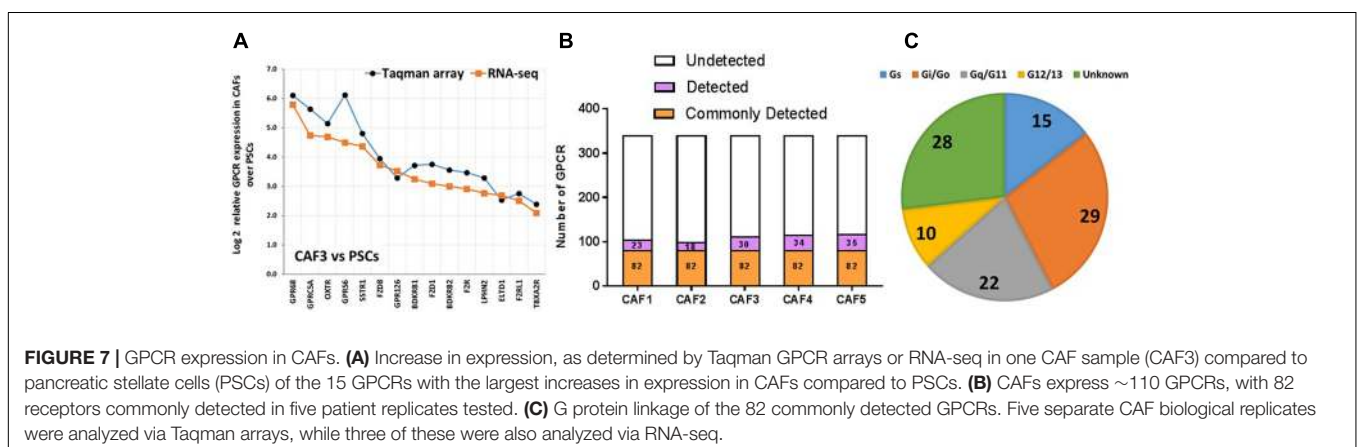 A
B
C
Taqman array
RNA-seq
7.0
6.0
5.0
4.0
3.0
2.0
1.0
0.0
Log 2 relative GPCR expression in CAFs
over PSCs
CAF3 vs PSCs
GPR68
GPRC5A
OXTR
GPR56
SSTR1
FZD8
GPR126
BDKRB1
FZD1
BDKRB2
F2R
LPHN2
ELTD1
F2RL1
TBXA2R
Undetected
Detected
Commonly Detected
Number of GPCR
400
300
200
100
0
23
18
30
34
35
82
82
82
82
82
CAF1
CAF2
CAF3
CAF4
CAF5
Gs
Gi/Go
Gq/G11
G12/13
Unknown
15
29
22
10
28
FIGURE 7 | GPCR expression in CAFs. (A) Increase in expression, as determined by Taqman GPCR arrays or RNA-seq in one CAF sample (CAF3) compared to
pancreatic stellate cells (PSCs) of the 15 GPCRs with the largest increases in expression in CAFs compared to PSCs. (B) CAFs express ~110 GPCRs, with 82
receptors commonly detected in five patient replicates tested. (C) G protein linkage of the 82 commonly detected GPCRs. Five separate CAF biological replicates
were analyzed via Taqman arrays, while three of these were also analyzed via RNA-seq.